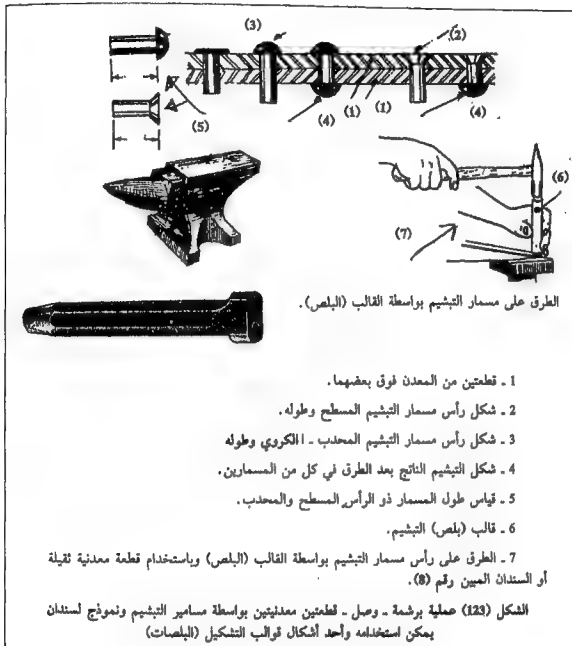 (3)
(2)
(5)
(4)
(1)
(1)
(4)
(6)
(7)
الطرق على مسمار التبشيم بواسطة القالب (البلص).
1 ـ قطعتين من المعدن فوق بعضهما.
2 ـ شكل رأس مسمار التبشيم المسطح وطوله.
3 ـ شكل رأس مسمار التبشيم المحدب ـ الكروي وطوله
4 ـ شكل التبشيم الناتج بعد الطرق في كل من المسمارين.
5 ـ قياس طول المسمار ذو الرأس المسطح والمحدب.
6 ـ قالب (بلص) التبشيم.
7 ـ الطرق على رأس مسمار التبشيم بواسطة القالب (البلص) وباستخدام قطعة معدنية ثقيلة
أو السندان المبين رقم (8).
الشكل (123) عملية برشمة ـ وصل ـ قطعتين معدنيتين بواسطة مسامير التبشيم ونموذج لسندان
يمكن استخدامه وأحد أشكال قوالب التشكيل (البلصات)